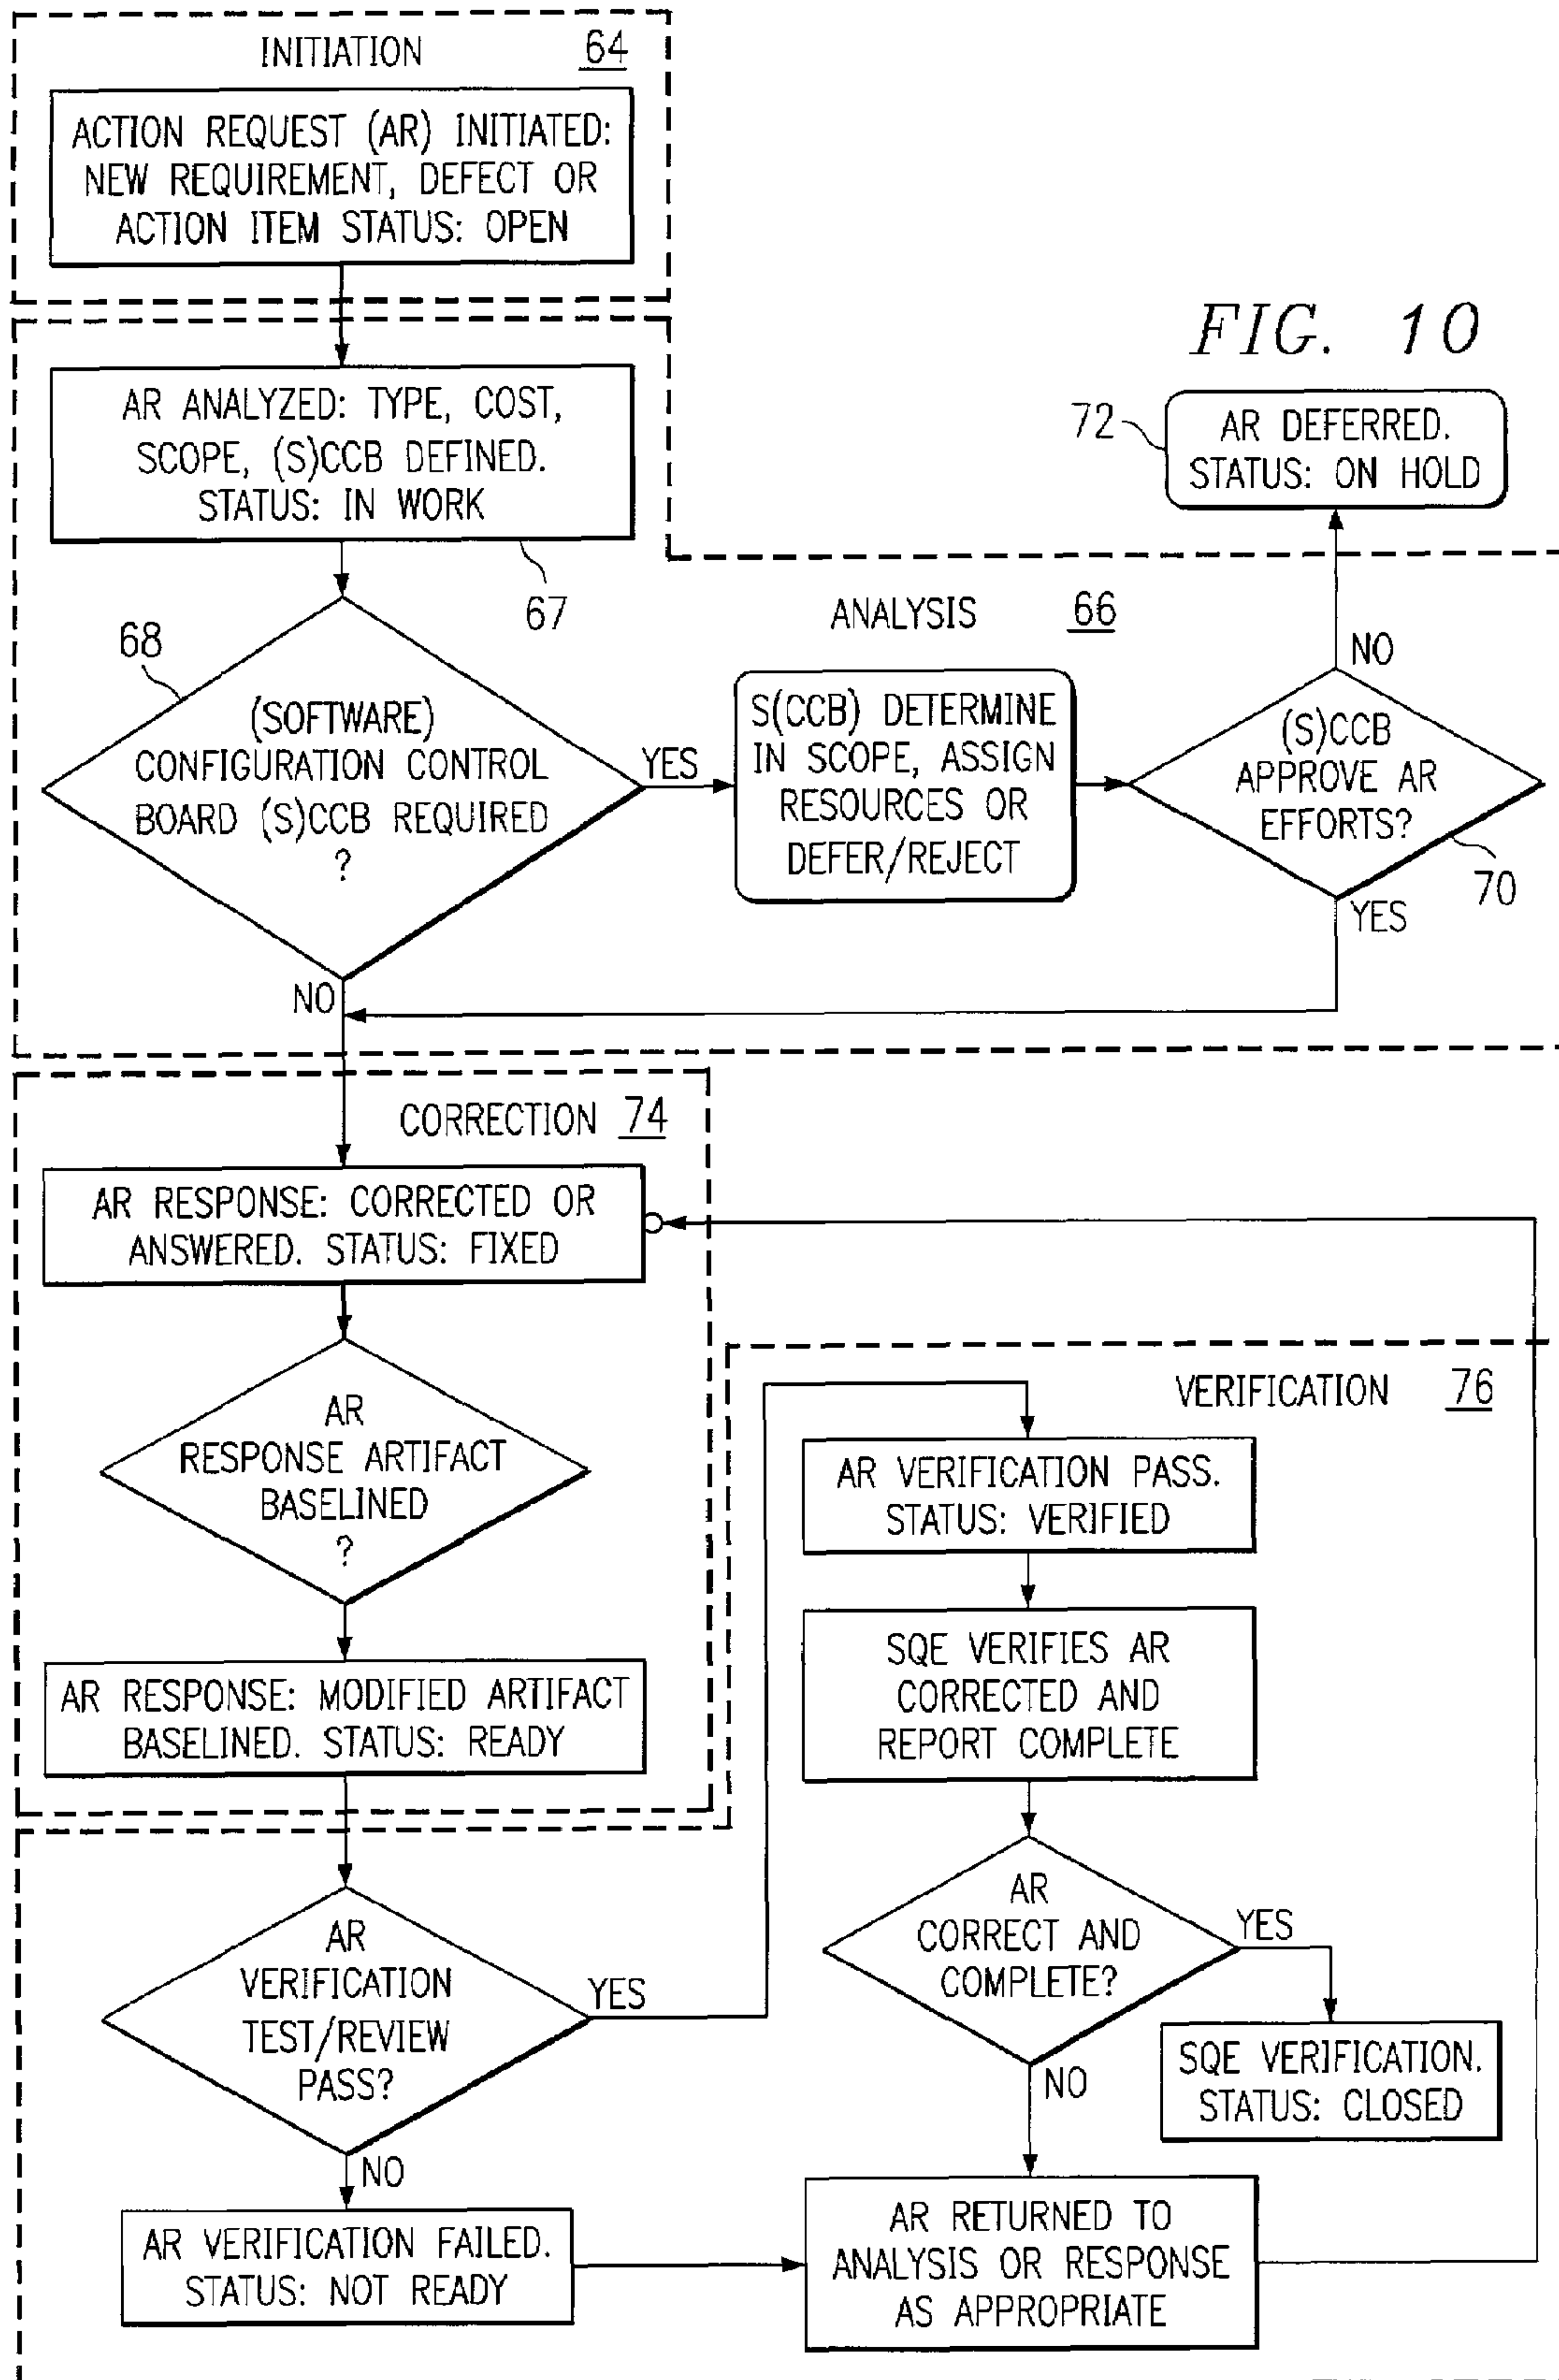 INITIATION 64
ACTION REQUEST (AR) INITIATED:
NEW REQUIREMENT, DEFECT OR
ACTION ITEM STATUS: OPEN
FIG. 10
AR ANALYZED: TYPE, COST,
SCOPE, (S)CCB DEFINED.
STATUS: IN WORK
67
72
AR DEFERRED.
STATUS: ON HOLD
ANALYSIS 66
68
(SOFTWARE)
CONFIGURATION CONTROL
BOARD (S)CCB REQUIRED
?
YES
NO
S(CCB) DETERMINE
IN SCOPE, ASSIGN
RESOURCES OR
DEFER/REJECT
NO
(S)CCB
APPROVE AR
EFFORTS?
70
YES
CORRECTION 74
AR RESPONSE: CORRECTED OR
ANSWERED. STATUS: FIXED
AR
RESPONSE ARTIFACT
BASELINED
?
AR RESPONSE: MODIFIED ARTIFACT
BASELINED. STATUS: READY
VERIFICATION 76
AR
VERIFICATION
TEST/REVIEW
PASS?
YES
NO
AR VERIFICATION FAILED.
STATUS: NOT READY
AR VERIFICATION PASS.
STATUS: VERIFIED
SQE VERIFIES AR
CORRECTED AND
REPORT COMPLETE
AR
CORRECT AND
COMPLETE?
YES
SQE VERIFICATION.
STATUS: CLOSED
NO
AR RETURNED TO
ANALYSIS OR RESPONSE
AS APPROPRIATE